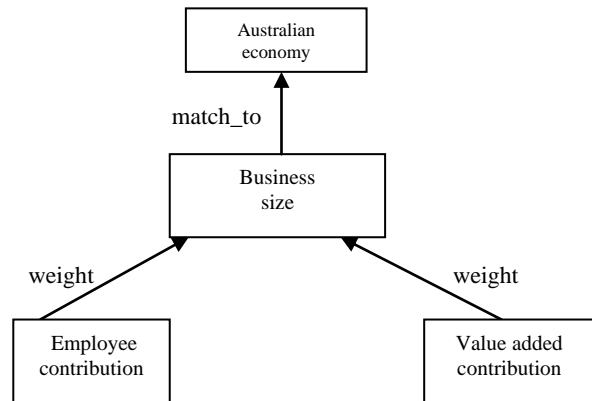 Australian
economy
match_to
Business
size
weight
weight
Employee
contribution
Value added
contribution